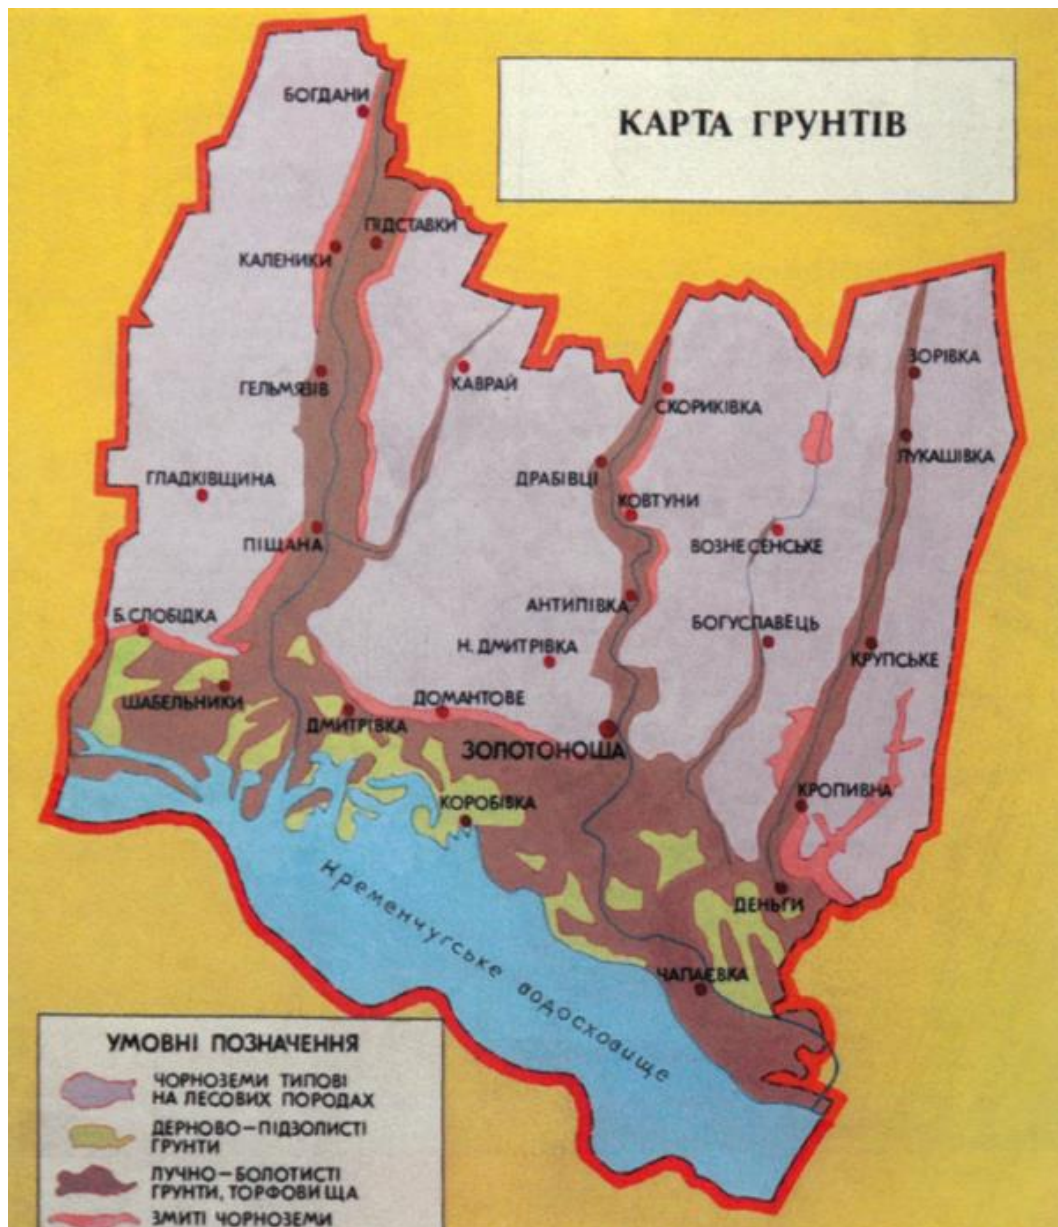 КАРТА ГРУНТІВ
БОГДАНИ
ПІДСТАВКИ
КАЛЕНИКИ
ЗОРІВКА
ГЕЛЬМЯЗІВ
КАВРАЙ
СКОРИКІВКА
ЛУКАШІВКА
ГЛАДКІВЩИНА
ДРАБІВЦІ
КОВТУНИ
ПІЩАНА
ВОЗНЕСЕНСЬКЕ
АНТИПІВКА
Б. СЛОБІДКА
БОГУСЛАВЕЦЬ
Н. ДМИТРІВКА
КРУПСЬКЕ
ШАБЕЛЬНИКИ
ДОМАНТОВЕ
ДМИТРІВКА
ЗОЛОТОНОША
КОРОБІВКА
КРОПИВНА
ДЕНЬГИ
Кременчугське водосховище
ЧАПАЄВКА
УМОВНІ ПОЗНАЧЕННЯ
ЧОРНОЗЕМИ ТИПОВІ
НА ЛЕСОВИХ ПОРОДАХ
ДЕРНОВО-ПІДЗОЛИСТІ
ГРУНТИ
ЛУЧНО-БОЛОТИСТІ
ГРУНТИ, ТОРФОВИЩА
ЗМИТІ ЧОРНОЗЕМИ